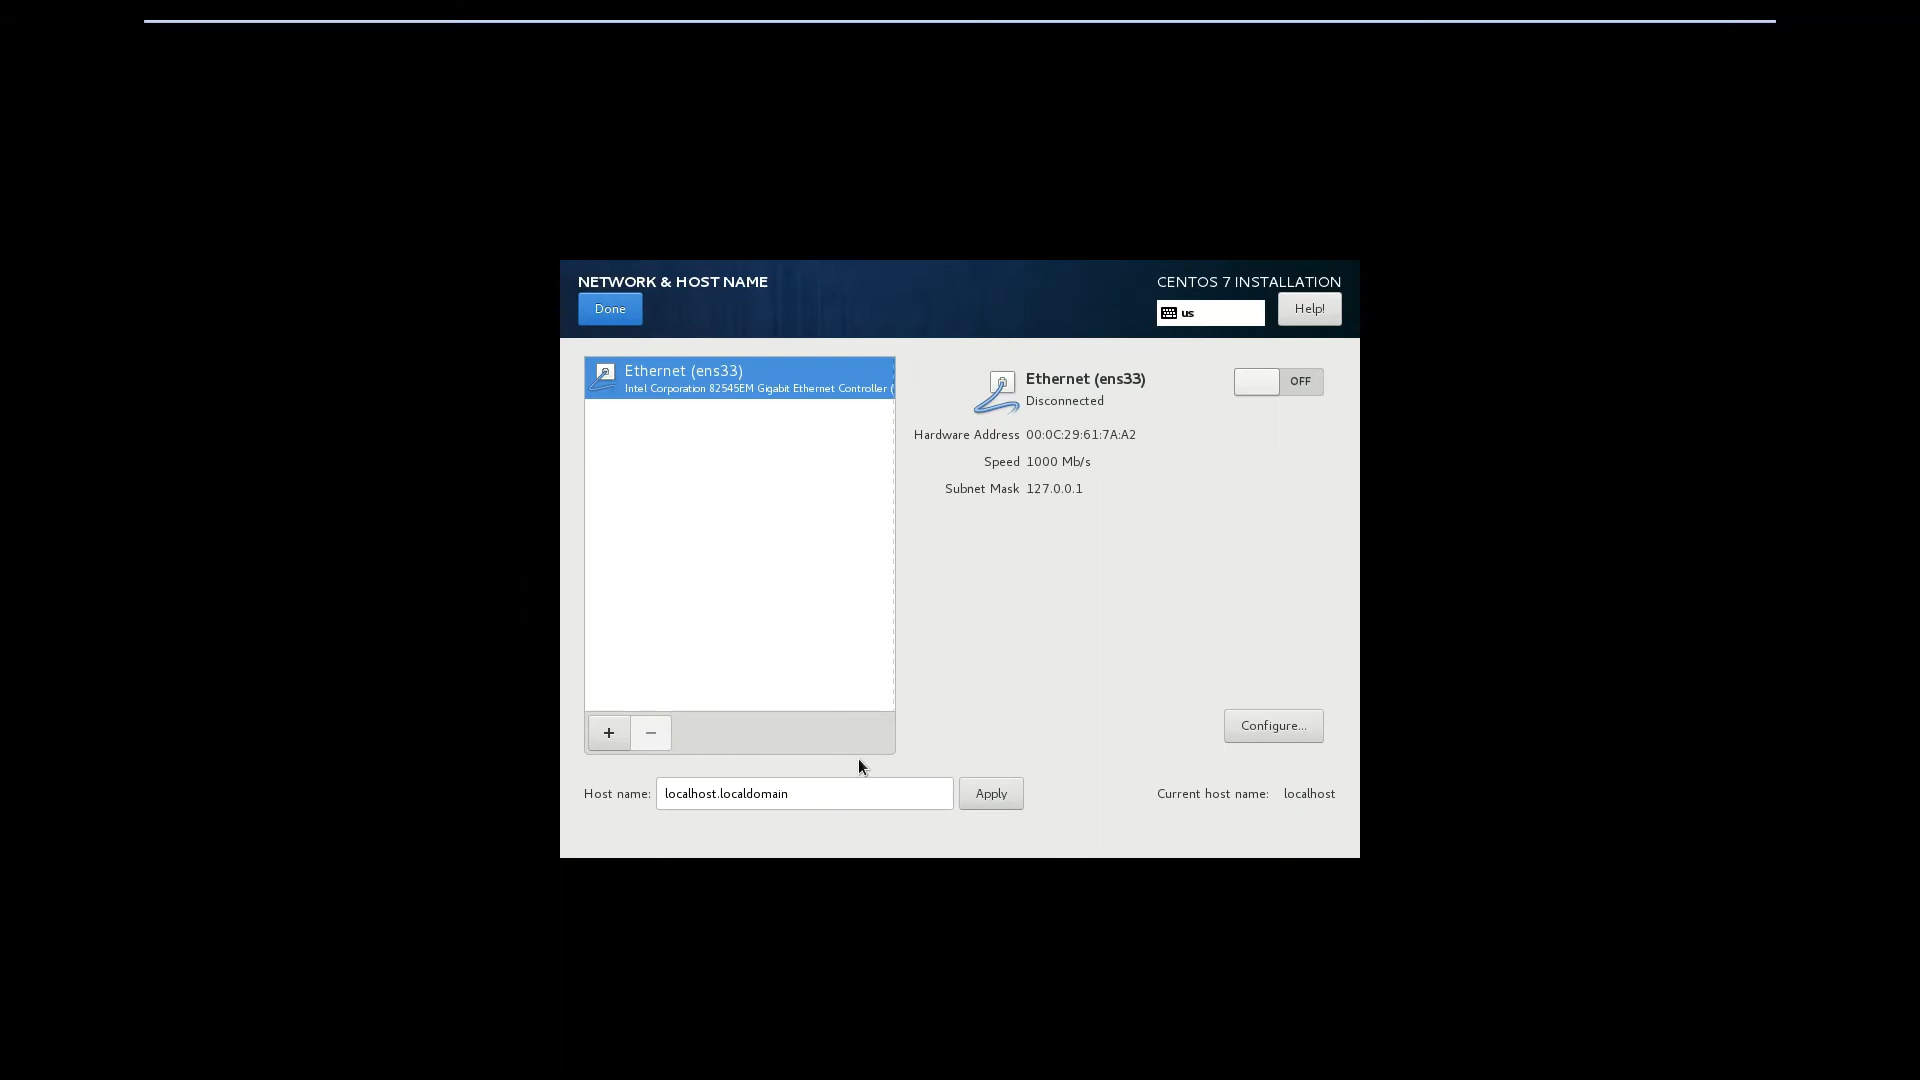 NETWORK & HOST NAME
CENTOS 7 INSTALLATION
Done
us
Help!
Ethernet (ens33)
Intel Corporation 82545EM Gigabit Ethernet Controller (
Ethernet (ens33)
Disconnected
OFF
Hardware Address 00:0C:29:61:7A:A2
Speed 1000 Mb/s
Subnet Mask 127.0.0.1
+ −
Configure...
Host name: localhost.localdomain Apply
Current host name: localhost